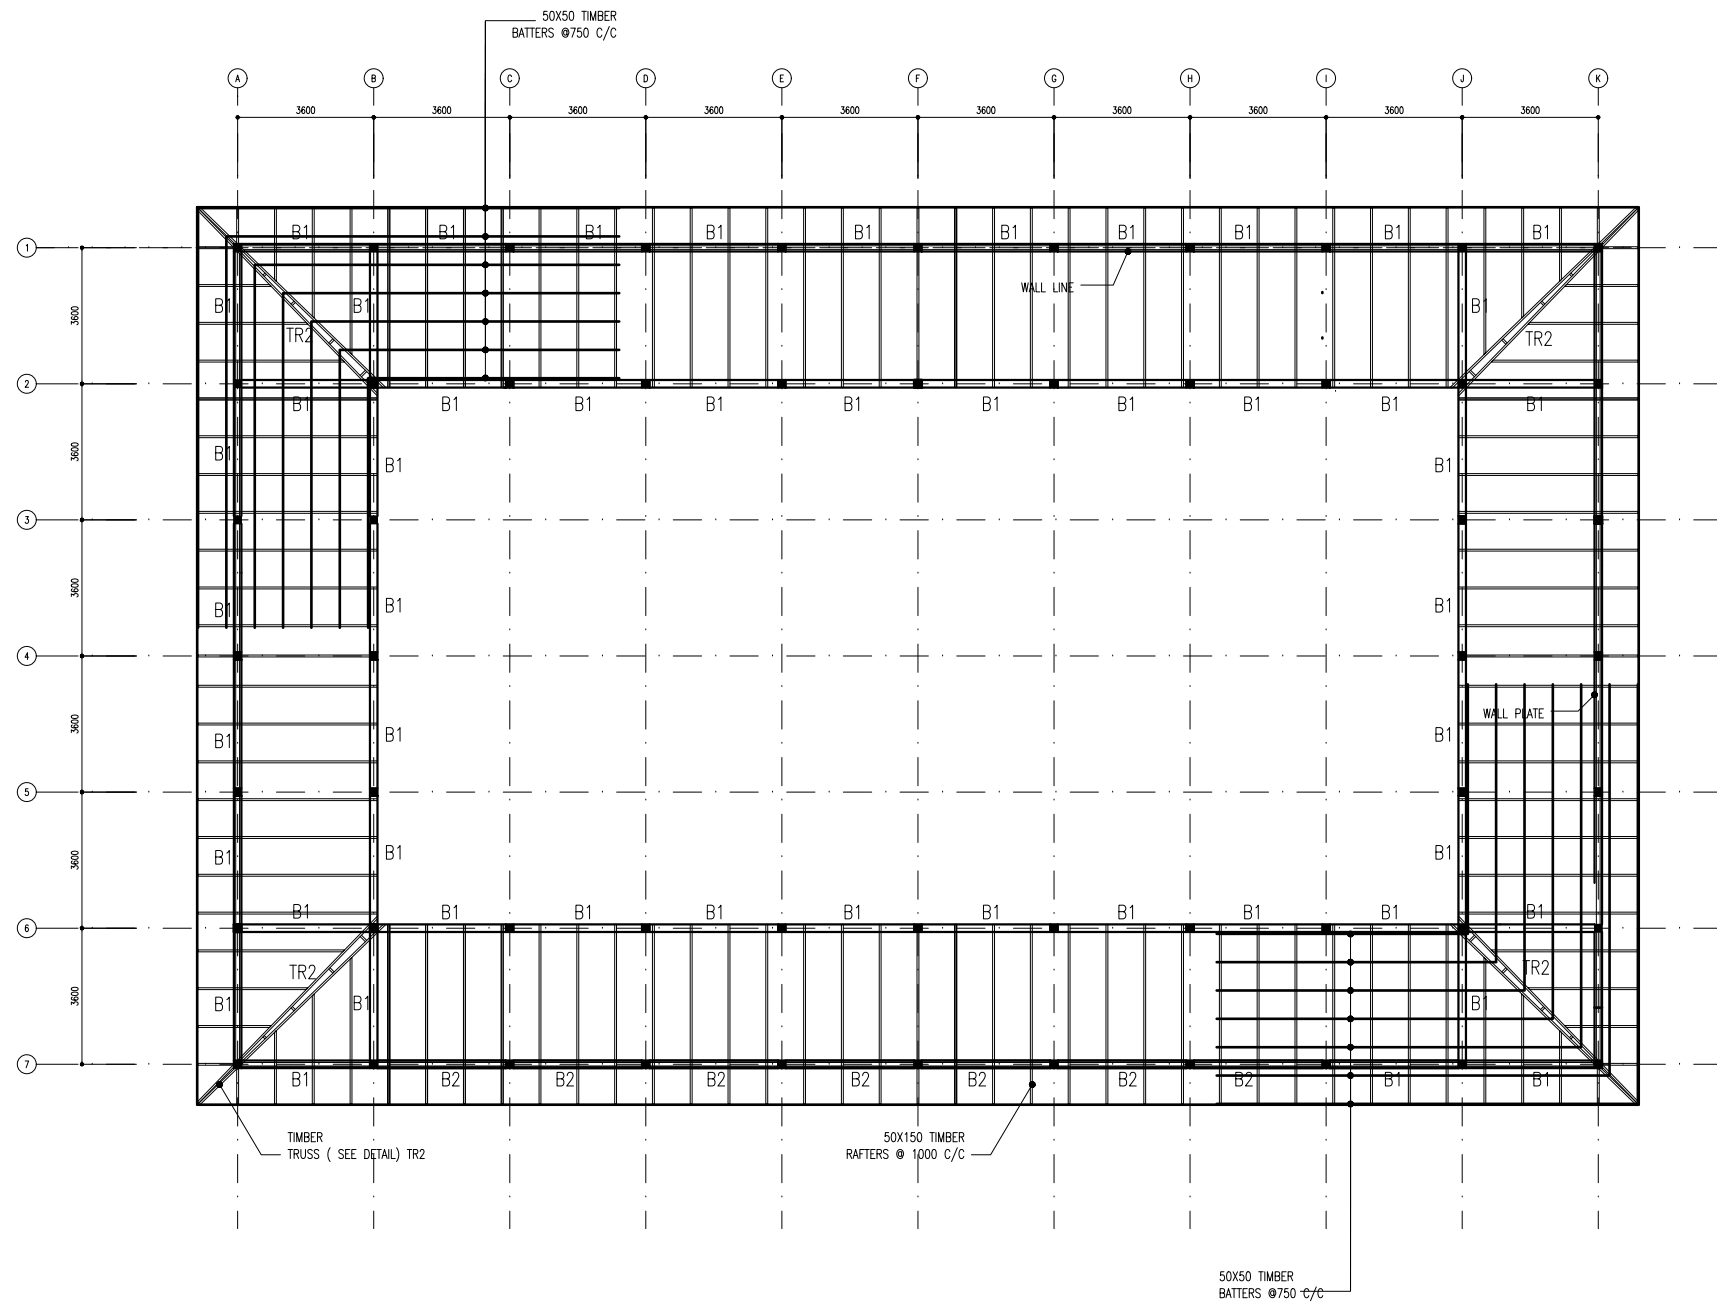 50X50 TIMBER
BATTERS @750 C/C
A B C D E F G H I J K
3600 3600 3600 3600 3600 3600 3600 3600 3600 3600
B1 B1 B1 B1 B1 B1 B1 B1 B1 B1
1
WALL LINE
B1 B1 B1
3600
TR2 TR2
2
B1 B1 B1 B1 B1 B1 B1 B1 B1 B1
3600
B1 B1 B1
3
3600
B1 B1 B1
4
WALL PLATE
3600
B1 B1 B1
5
3600
B1 B1 B1
B1 B1 B1 B1 B1 B1 B1 B1 B1 B1
6
TR2 TR2
3600
B1 B1 B1
7
B1 B2 B2 B2 B2 B2 B2 B2 B1 B1
TIMBER
TRUSS ( SEE DETAIL) TR2
50X150 TIMBER
RAFTERS @ 1000 C/C
50X50 TIMBER
BATTERS @750 C/C